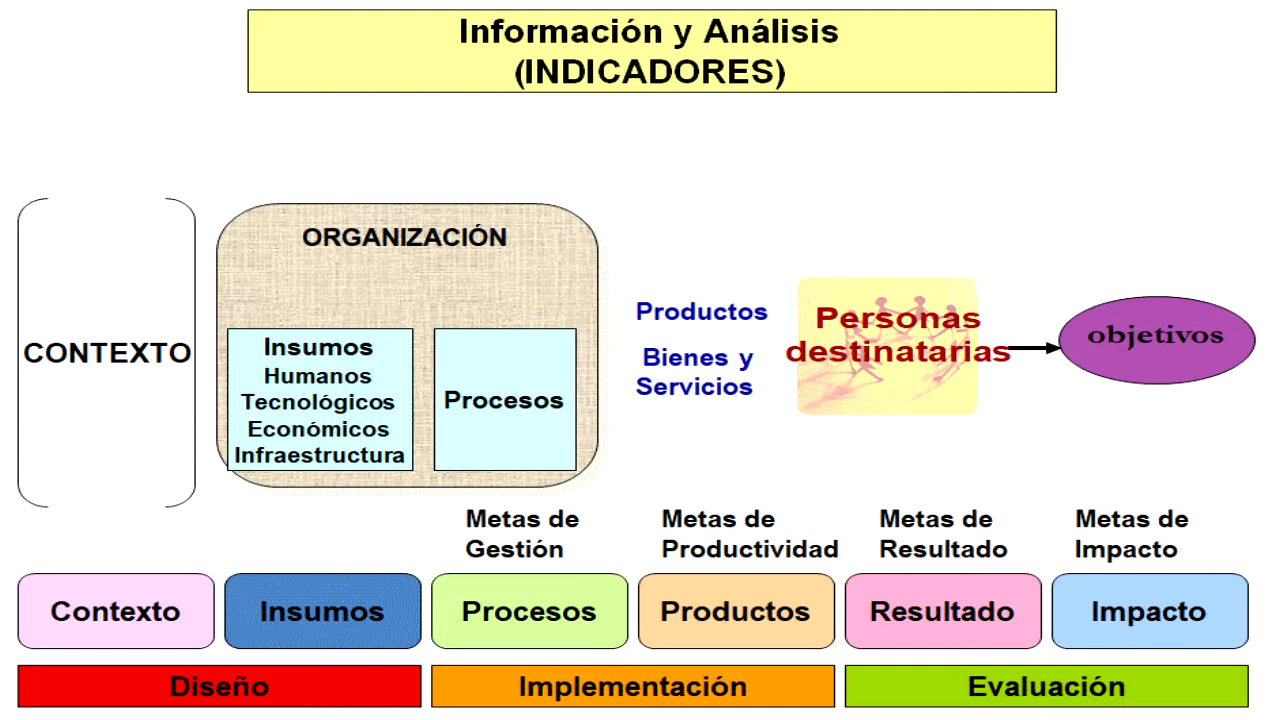 Información y Análisis
(INDICADORES)
CONTEXTO
ORGANIZACIÓN
Insumos
Humanos
Tecnológicos
Económicos
Infraestructura
Procesos
Productos
Bienes y
Servicios
Personas
destinatarias
objetivos
Metas de
Gestión
Metas de
Productividad
Metas de
Resultado
Metas de
Impacto
Contexto
Insumos
Procesos
Productos
Resultado
Impacto
Diseño
Implementación
Evaluación